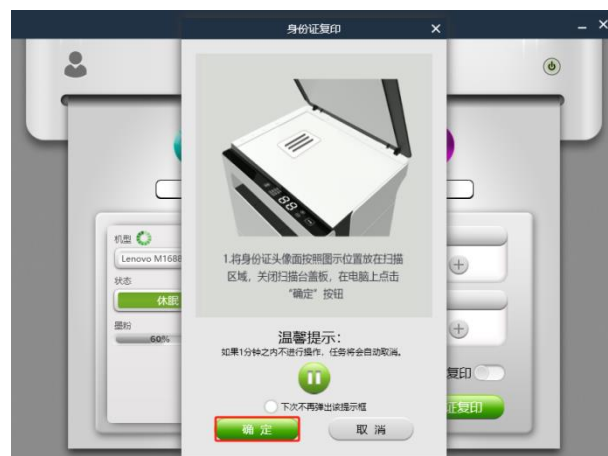 身份证复印
机型
Lenovo M1688
状态
休眠
墨粉
60%
88
1.将身份证头像面按照图示位置放在扫描
区域，关闭扫描台盖板，在电脑上点击
“确定”按钮
温馨提示：
如果1分钟之内不进行操作，任务将会自动取消。
下次不再弹出该提示框
确 定
取 消
复印
证复印